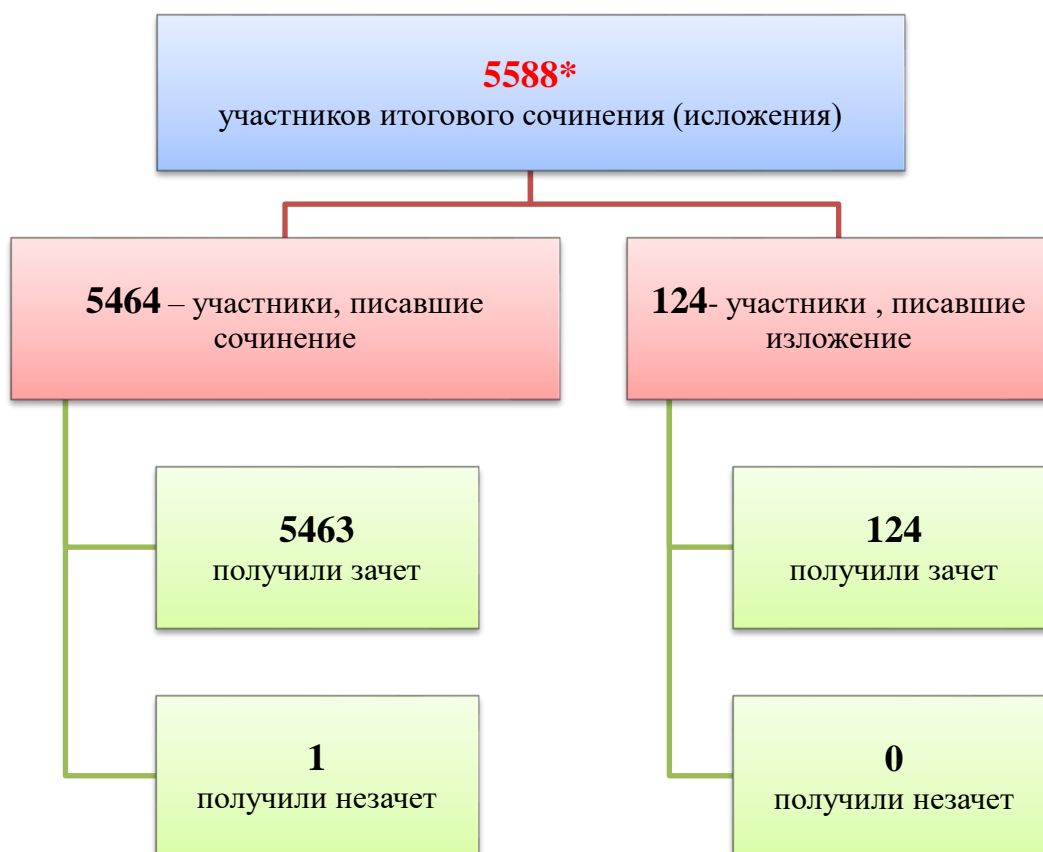 5588*
участников итогового сочинения (исложения)
5464 – участники, писавшие
сочинение
124- участники , писавшие
изложение
5463
получили зачет
124
получили зачет
1
получили незачет
0
получили незачет